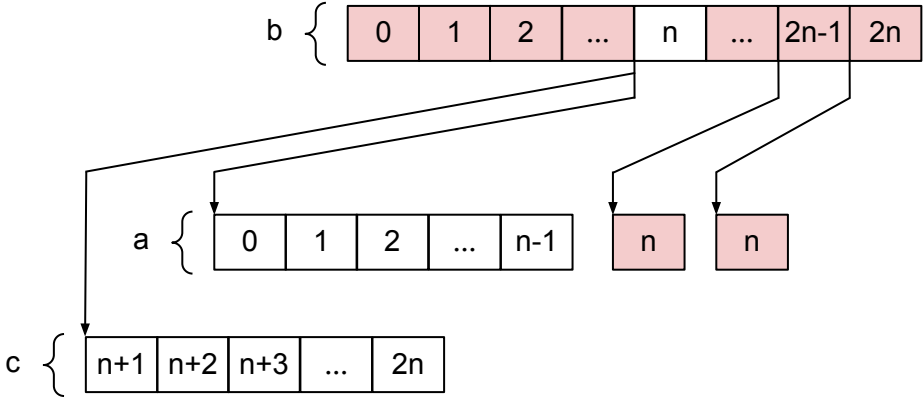 b 0 1 2 ... n ... 2n-1 2n
a 0 1 2 ... n-1 n n
c n+1 n+2 n+3 ... 2n